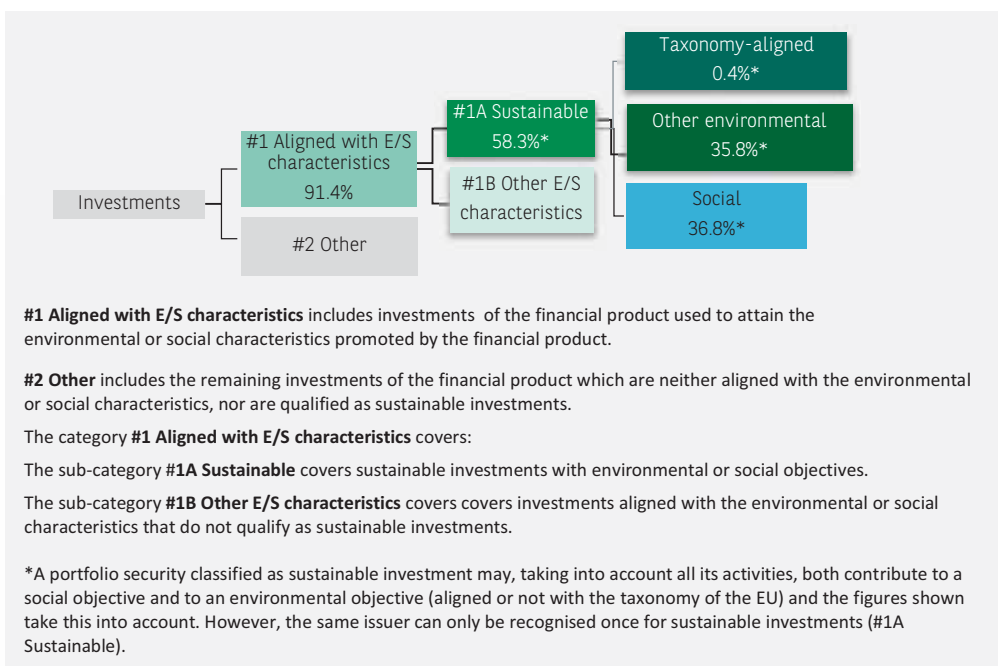 Taxonomy-aligned
0.4%*
#1A Sustainable
58.3%*
Other environmental
35.8%*
#1 Aligned with E/S
characteristics
91.4%
#1B Other E/S
characteristics
Investments
Social
36.8%*
#2 Other
#1 Aligned with E/S characteristics includes investments of the financial product used to attain the
environmental or social characteristics promoted by the financial product.
#2 Other includes the remaining investments of the financial product which are neither aligned with the environmental
or social characteristics, nor are qualified as sustainable investments.
The category #1 Aligned with E/S characteristics covers:
The sub-category #1A Sustainable covers sustainable investments with environmental or social objectives.
The sub-category #1B Other E/S characteristics covers covers investments aligned with the environmental or social
characteristics that do not qualify as sustainable investments.
*A portfolio security classified as sustainable investment may, taking into account all its activities, both contribute to a
social objective and to an environmental objective (aligned or not with the taxonomy of the EU) and the figures shown
take this into account. However, the same issuer can only be recognised once for sustainable investments (#1A
Sustainable).